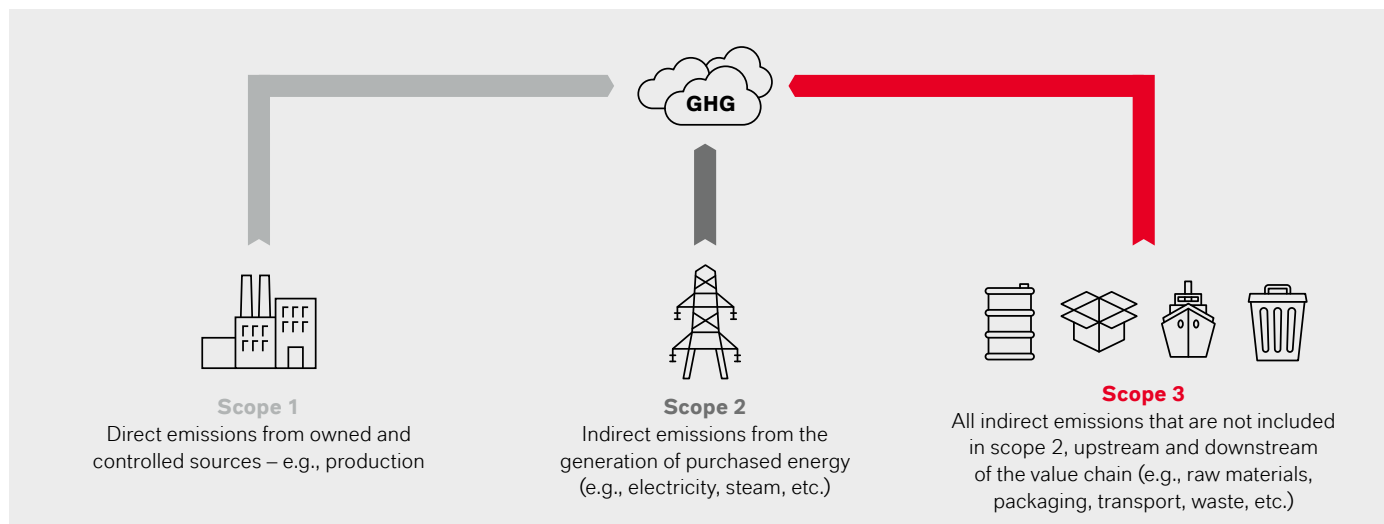 GHG
Scope 1
Direct emissions from owned and
controlled sources – e.g., production
Scope 2
Indirect emissions from the
generation of purchased energy
(e.g., electricity, steam, etc.)
Scope 3
All indirect emissions that are not included
in scope 2, upstream and downstream
of the value chain (e.g., raw materials,
packaging, transport, waste, etc.)